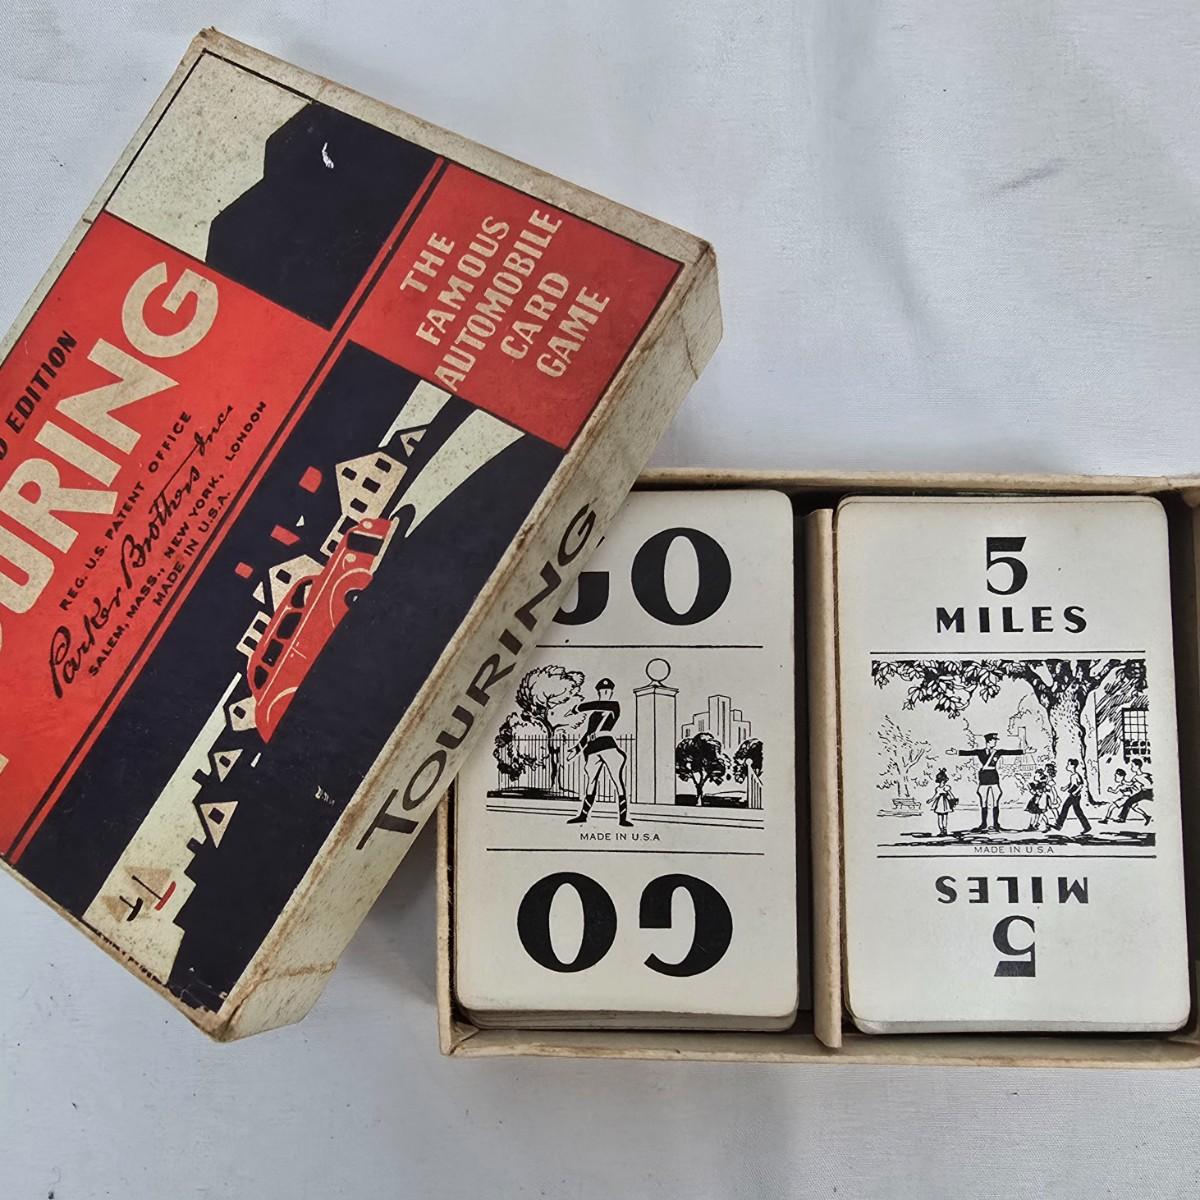 D EDITION
URING
REG. U.S. PATENT OFFICE
Parker Brothers Inc
SALEM, MASS., NEW YORK, LONDON
MADE IN U.S.A.
THE
FAMOUS
AUTOMOBILE
CARD
GAME
TOURING
GO
MADE IN U.S.A
GO
5
MILES
MADE IN U.S.A
MILES
5